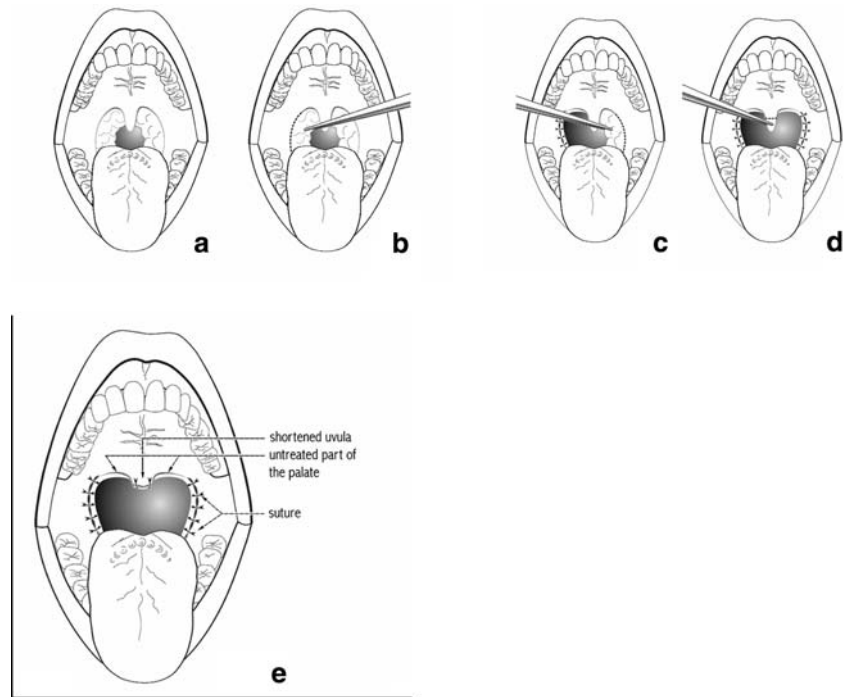 a
b
c
d
shortened uvula
untreated part of
the palate
suture
e